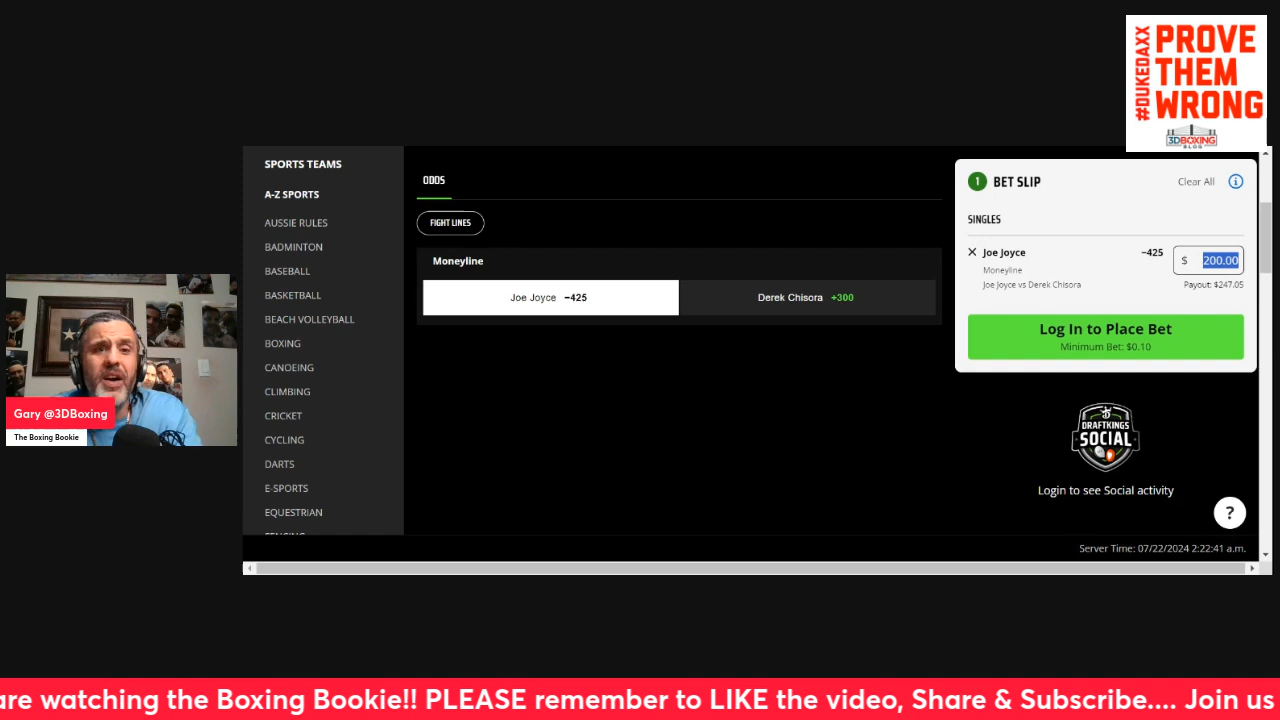 #DUKEDAXX
PROVE
THEM
WRONG
3DBOXING
BLOG
SPORTS TEAMS
A-Z SPORTS
AUSSIE RULES
BADMINTON
BASEBALL
BASKETBALL
BEACH VOLLEYBALL
BOXING
CANOEING
CLIMBING
CRICKET
CYCLING
DARTS
E-SPORTS
EQUESTRIAN
FENCING
ODDS
FIGHT LINES
Moneyline
Joe Joyce −425
Derek Chisora +300
1 BET SLIP Clear All
SINGLES
Joe Joyce −425 $ 200.00
Moneyline
Joe Joyce vs Derek Chisora Payout: $247.05
Log In to Place Bet
Minimum Bet: $0.10
DRAFTKINGS
SOCIAL
Login to see Social activity
?
Server Time: 07/22/2024 2:22:41 a.m.
Gary @3DBoxing
The Boxing Bookie
are watching the Boxing Bookie!! PLEASE remember to LIKE the video, Share & Subscribe.... Join us